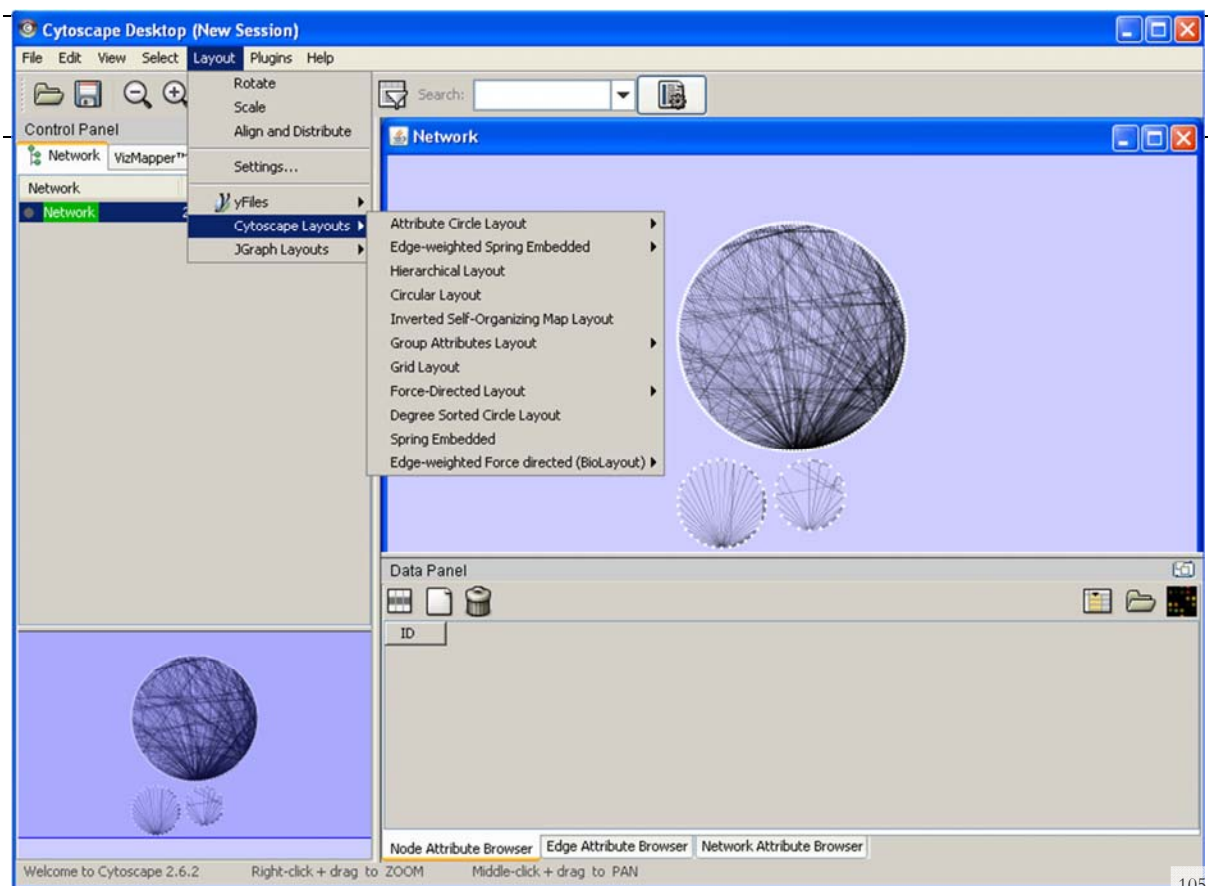 Cytoscape Desktop (New Session)
File Edit View Select Layout Plugins Help
Rotate
Scale
Align and Distribute
Settings...
yFiles
Cytoscape Layouts
JGraph Layouts
Search:
Control Panel
Network VizMapper™
Network
Network 2
Network
Attribute Circle Layout
Edge-weighted Spring Embedded
Hierarchical Layout
Circular Layout
Inverted Self-Organizing Map Layout
Group Attributes Layout
Grid Layout
Force-Directed Layout
Degree Sorted Circle Layout
Spring Embedded
Edge-weighted Force directed (BioLayout)
Data Panel
ID
Node Attribute Browser Edge Attribute Browser Network Attribute Browser
Welcome to Cytoscape 2.6.2 Right-click + drag to ZOOM Middle-click + drag to PAN
105